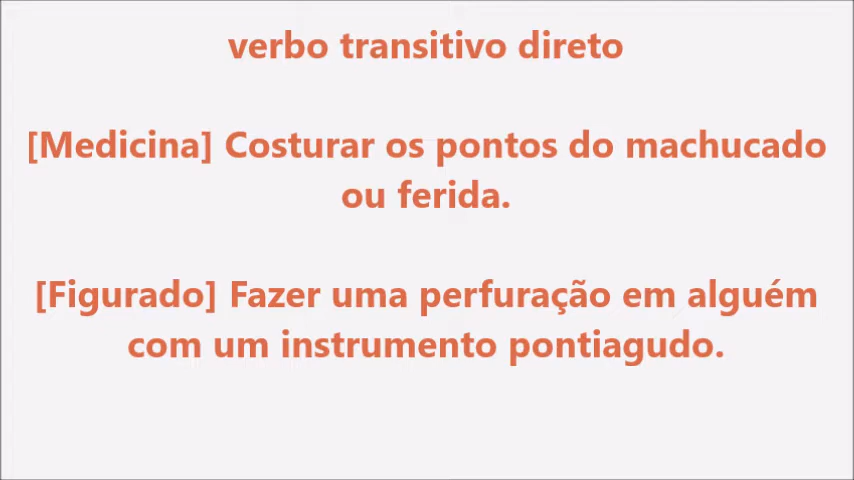 verbo transitivo direto
[Medicina] Costurar os pontos do machucado
ou ferida.
[Figurado] Fazer uma perfuração em alguém
com um instrumento pontiagudo.